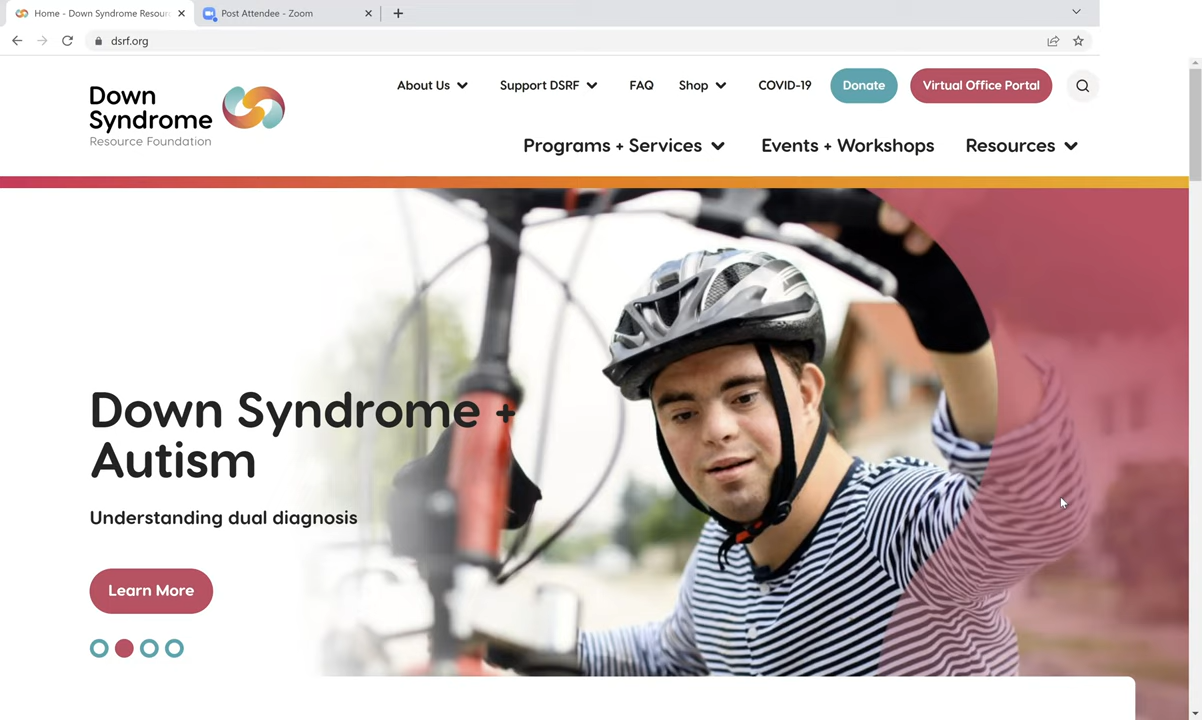 Home - Down Syndrome Resour
Post Attendee - Zoom
dsrf.org
Down
Syndrome
Resource Foundation
About Us
Support DSRF
FAQ
Shop
COVID-19
Donate
Virtual Office Portal
Programs + Services
Events + Workshops
Resources
Down Syndrome +
Autism
Understanding dual diagnosis
Learn More